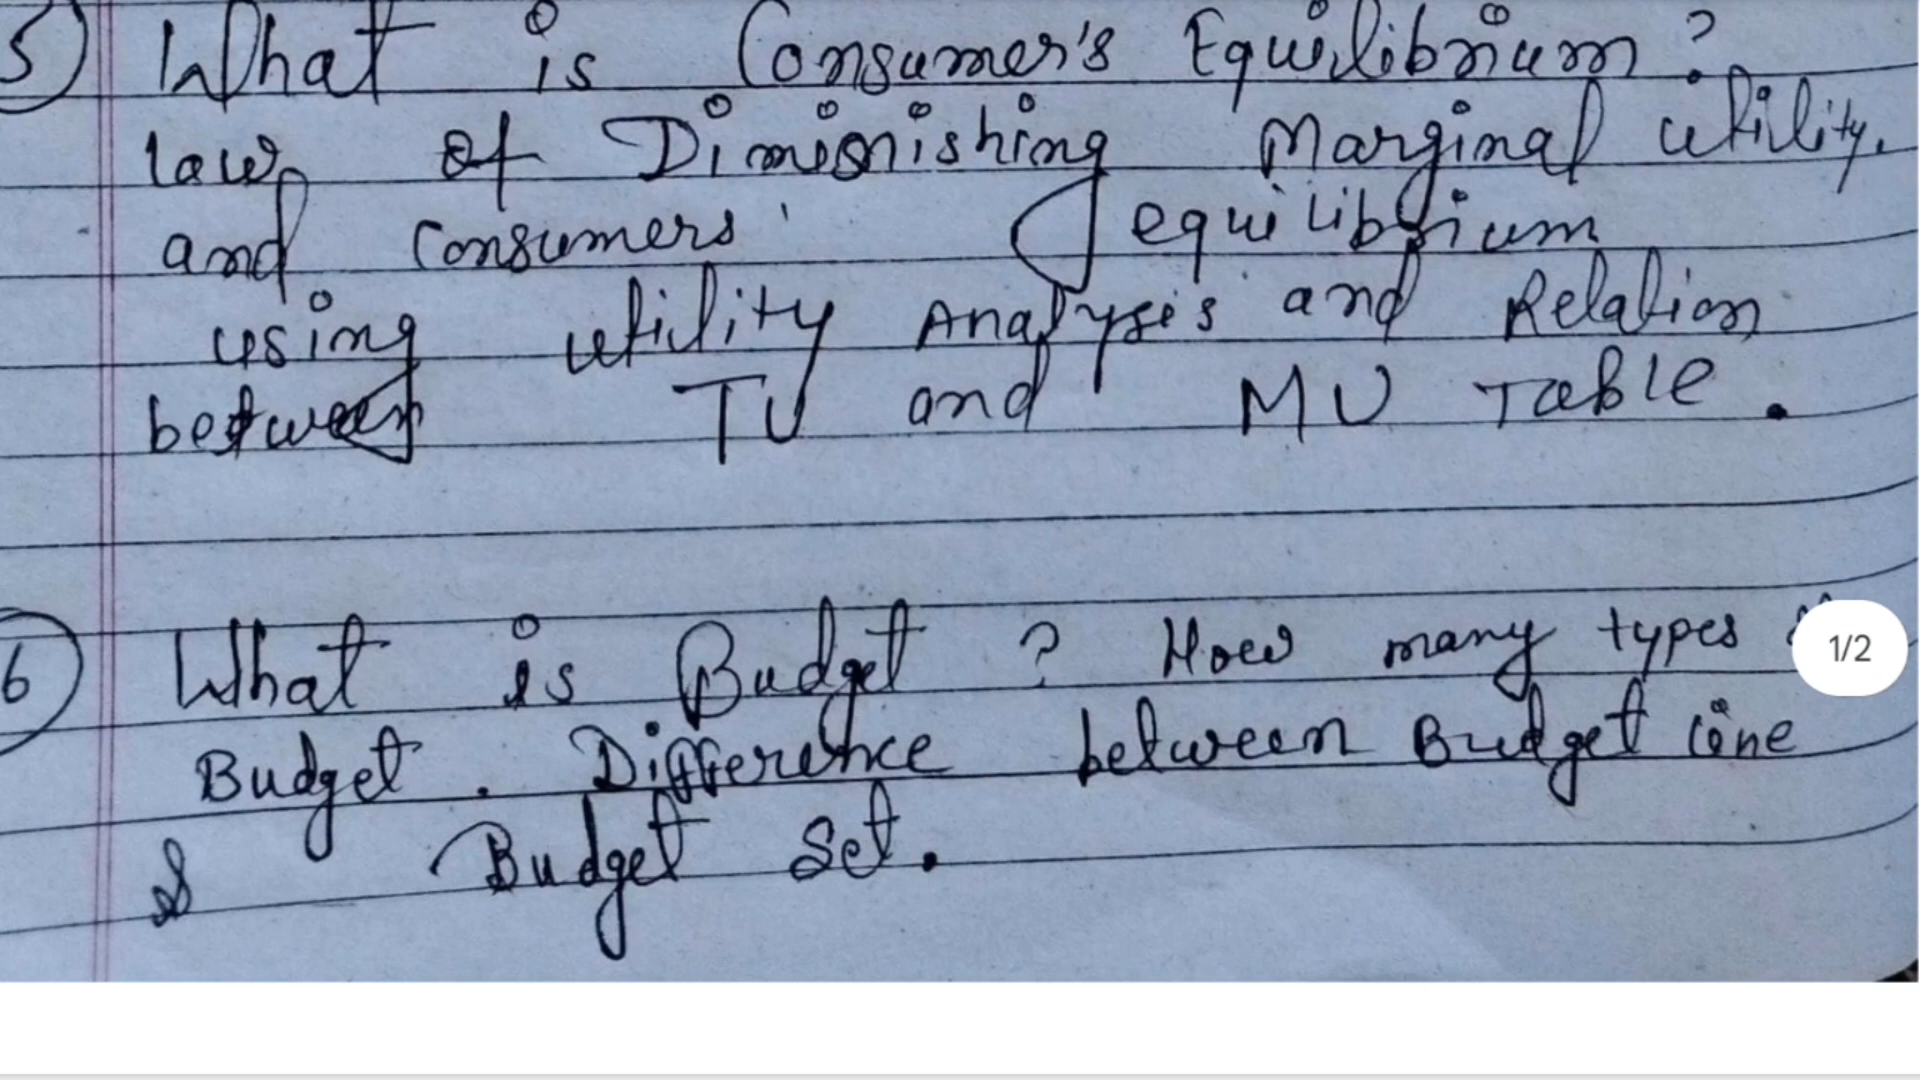 5) What is Consumer's Equilibrium?
law of Diminishing Marginal utility.
and Consumers' equilibrium
using utility Analysis and Relation
between TU and MU Table.
6 What is Budget ? How many types
1/2
Budget. Difference between Budget line
& Budget Set.